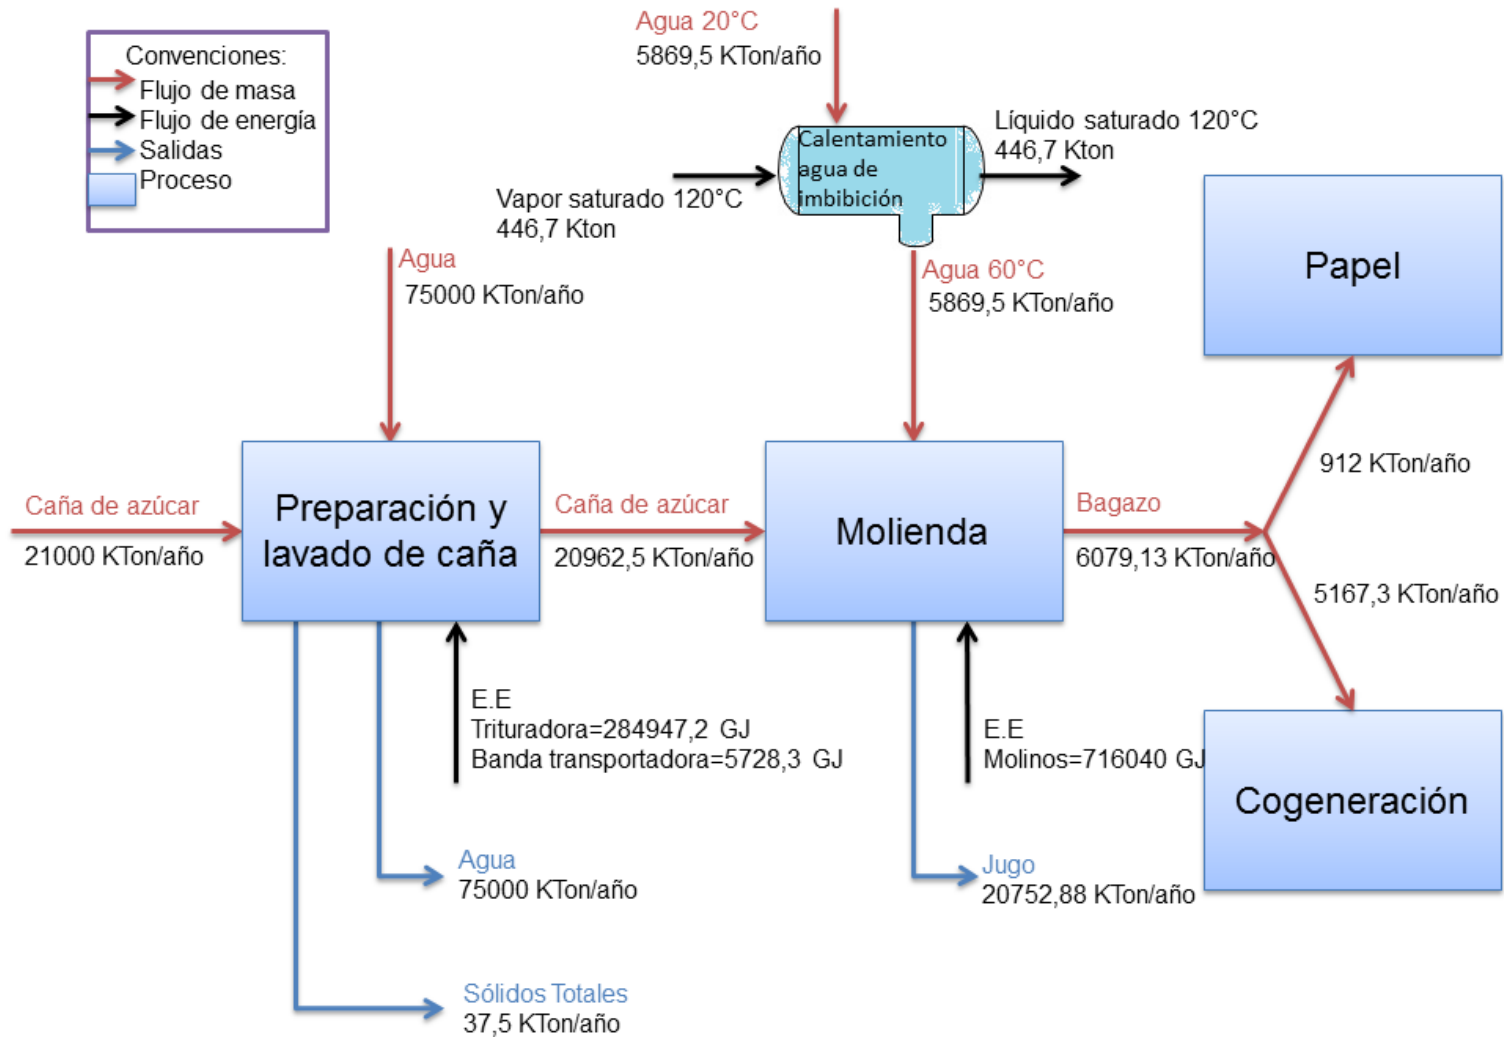 Convenciones:
Flujo de masa
Flujo de energía
Salidas
Proceso
Agua 20°C
5869,5 KTon/año
Calentamiento
agua de
imbibición
Líquido saturado 120°C
446,7 Kton
Vapor saturado 120°C
446,7 Kton
Agua
75000 KTon/año
Agua 60°C
5869,5 KTon/año
Papel
Caña de azúcar
21000 KTon/año
Preparación y
lavado de caña
Caña de azúcar
20962,5 KTon/año
Molienda
Bagazo
6079,13 KTon/año
912 KTon/año
5167,3 KTon/año
E.E
Trituradora=284947,2 GJ
Banda transportadora=5728,3 GJ
E.E
Molinos=716040 GJ
Cogeneración
Agua
75000 KTon/año
Jugo
20752,88 KTon/año
Sólidos Totales
37,5 KTon/año